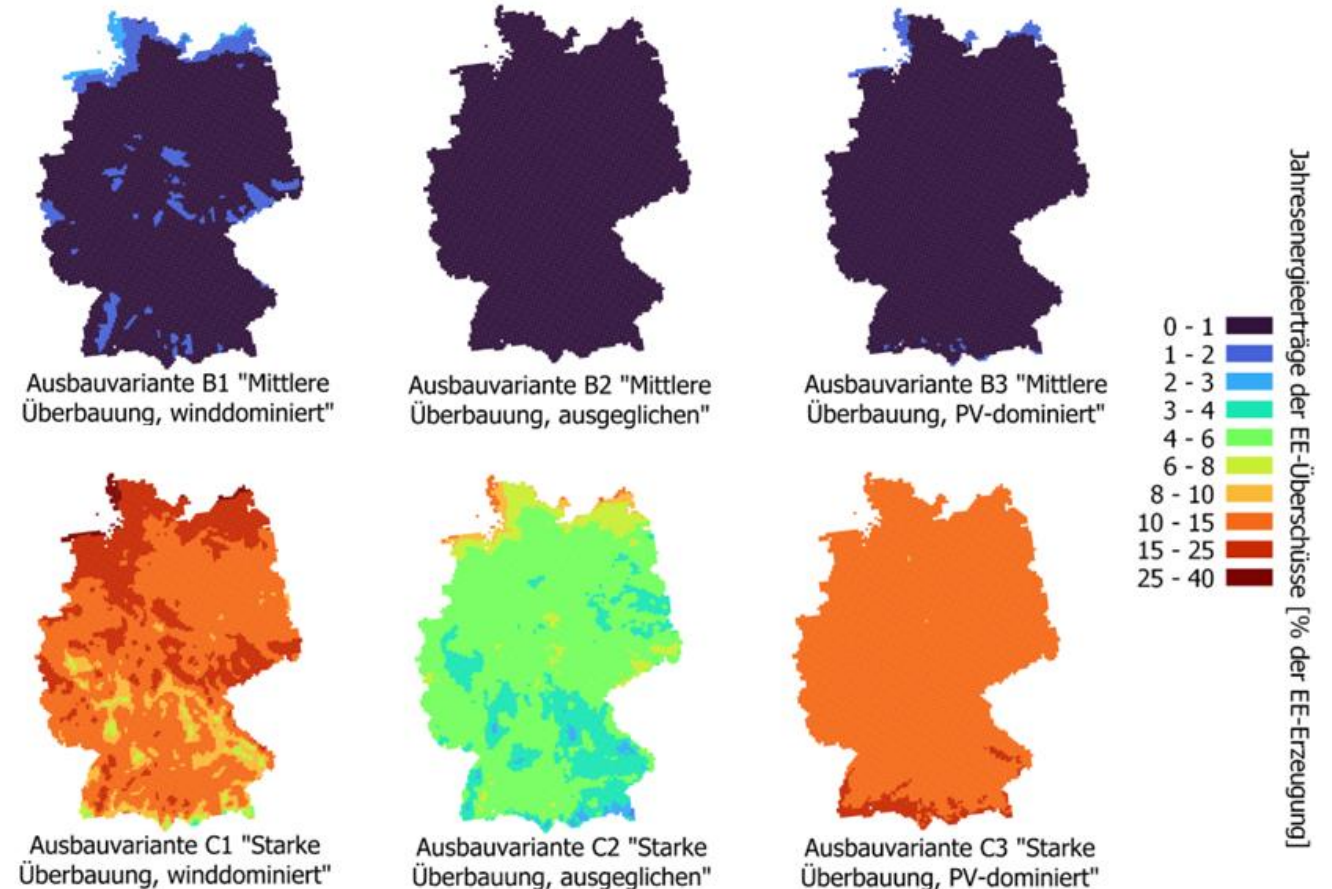 Ausbauvariante B1 "Mittlere
Überbauung, winddominiert"
Ausbauvariante B2 "Mittlere
Überbauung, ausgeglichen"
Ausbauvariante B3 "Mittlere
Überbauung, PV-dominiert"
Ausbauvariante C1 "Starke
Überbauung, winddominiert"
Ausbauvariante C2 "Starke
Überbauung, ausgeglichen"
Ausbauvariante C3 "Starke
Überbauung, PV-dominiert"
0 - 1
1 - 2
2 - 3
3 - 4
4 - 6
6 - 8
8 - 10
10 - 15
15 - 25
25 - 40
Jahresenergieerträge der EE-Überschüsse [% der EE-Erzeugung]